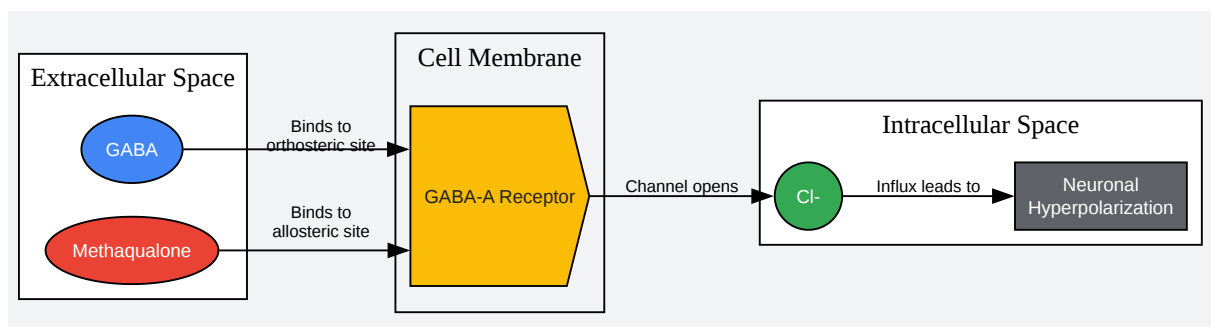 Extracellular Space
GABA
Methaqualone
Binds to
orthosteric site
Binds to
allosteric site
Cell Membrane
GABA-A Receptor
Channel opens
Intracellular Space
Cl-
Influx leads to
Neuronal
Hyperpolarization